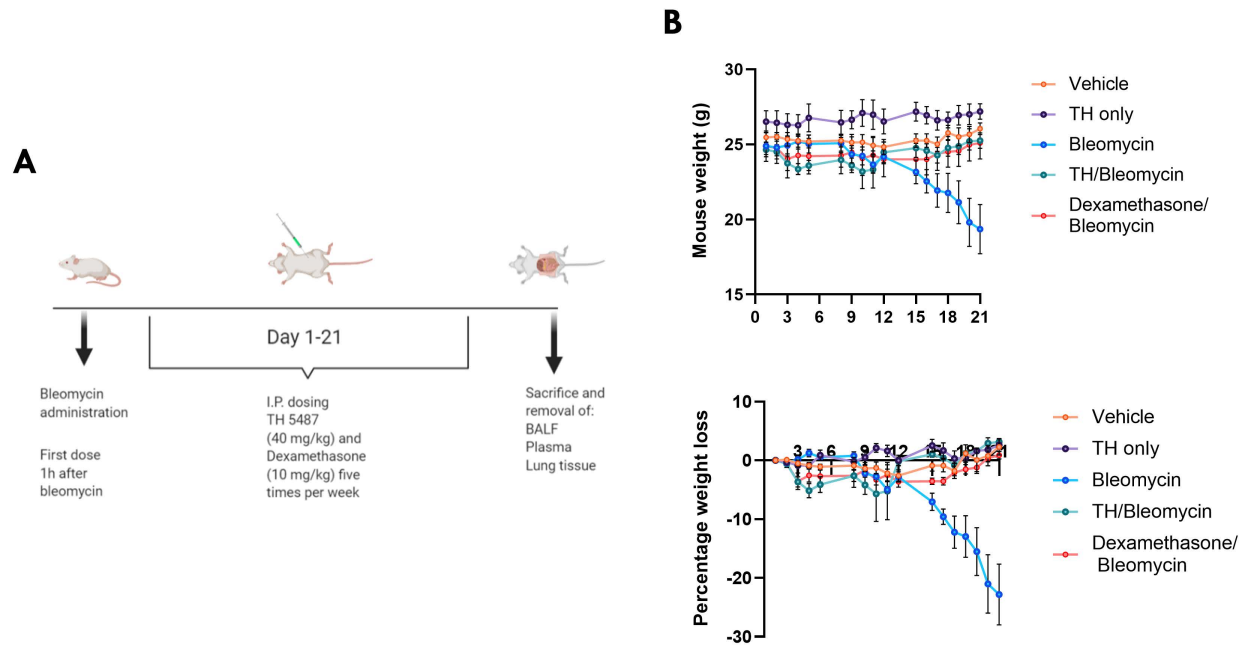 A
Day 1-21
Bleomycin
administration
First dose
1h after
bleomycin
I.P. dosing
TH 5487
(40 mg/kg) and
Dexamethasone
(10 mg/kg) five
times per week
Sacrifice and
removal of:
BALF
Plasma
Lung tissue
B
Mouse weight (g)
30
25
20
15
0 3 6 9 12 15 18 21
Vehicle
TH only
Bleomycin
TH/Bleomycin
Dexamethasone/
Bleomycin
Percentage weight loss
10
0
-10
-20
-30
3 6 9 12
Vehicle
TH only
Bleomycin
TH/Bleomycin
Dexamethasone/
Bleomycin